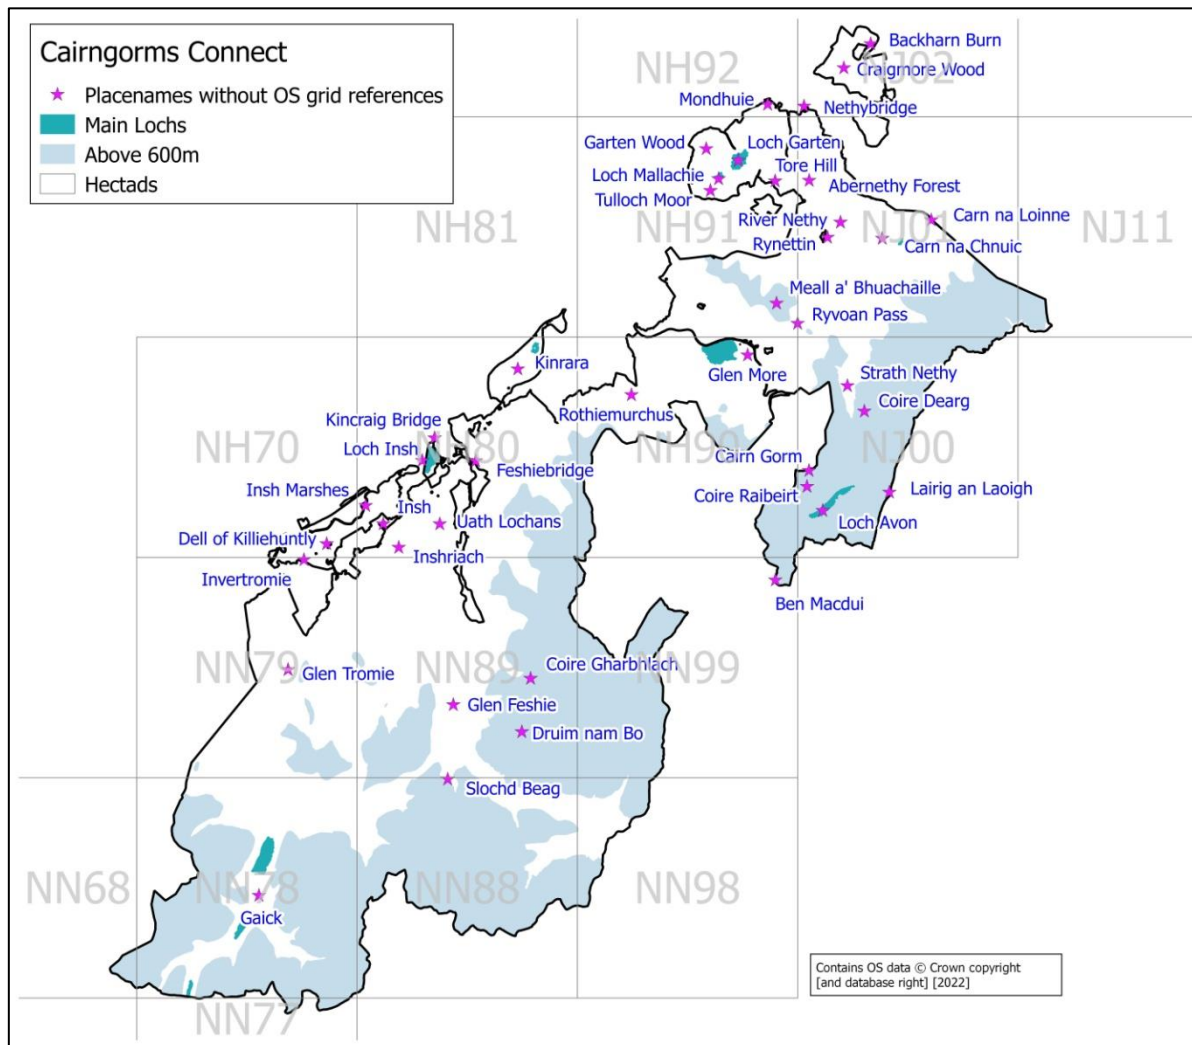 Cairngorms Connect
Placenames without OS grid references
Main Lochs
Above 600m
Hectads
Backharn Burn
NH92
NJ02
Craigmore Wood
Mondhuie
Nethybridge
Garten Wood
Loch Garten
Loch Mallachie
Tore Hill
Tulloch Moor
Abernethy Forest
NH81
NH91
River Nethy
NJ01
Carn na Loinne
NJ11
Rynettin
Carn na Chnuic
Meall a' Bhuachaille
Ryvoan Pass
Kinrara
Glen More
Strath Nethy
Rothiemurchus
Coire Dearg
Kincraig Bridge
NH70
Loch Insh
NH80
NH90
NJ00
Feshiebridge
Cairn Gorm
Insh Marshes
Coire Raibeirt
Lairig an Laoigh
Insh
Uath Lochans
Loch Avon
Dell of Killiehuntly
Inshriach
Invertromie
Ben Macdui
NN79
Glen Tromie
NN89
Coire Gharbhlach
NN99
Glen Feshie
Druim nam Bo
Slochd Beag
NN68
NN78
NN88
NN98
Gaick
Contains OS data © Crown copyright
[and database right] [2022]
NN77